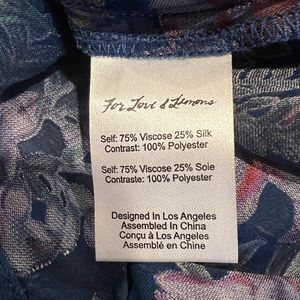 For Love & Lemons
Self: 75% Viscose 25% Silk
Contrast: 100% Polyester
Self: 75% Viscose 25% Soie
Contraste: 100% Polyester
Designed In Los Angeles
Assembled In China
Conçu à Los Angeles
Assemblé en Chine